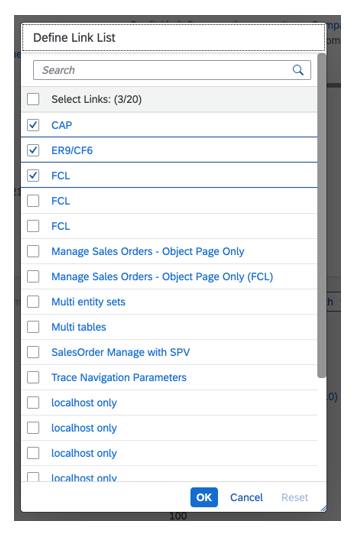 Define Link List
Search
Select Links: (3/20)
CAP
ER9/CF6
FCL
FCL
FCL
Manage Sales Orders - Object Page Only
Manage Sales Orders - Object Page Only (FCL)
Multi entity sets
Multi tables
SalesOrder Manage with SPV
Trace Navigation Parameters
localhost only
localhost only
localhost only
localhost only
OK Cancel Reset
100